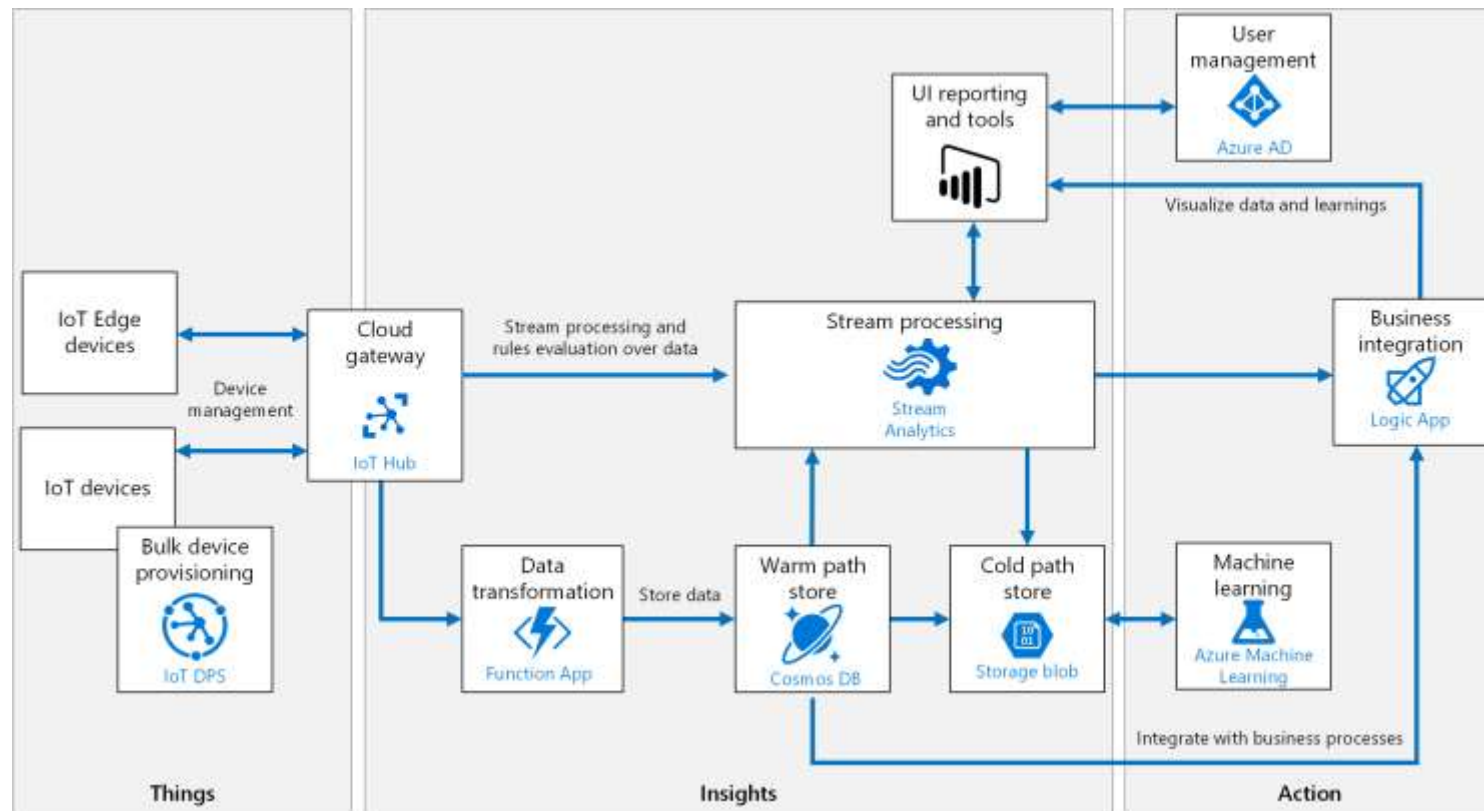 User
management
Azure AD
UI reporting
and tools
Visualize data and learnings
IoT Edge
devices
Device
management
IoT devices
Bulk device
provisioning
IoT DPS
Cloud
gateway
IoT Hub
Stream processing and
rules evaluation over data
Stream processing
Stream
Analytics
Business
integration
Logic App
Data
transformation
Function App
Store data
Warm path
store
Cosmos DB
Cold path
store
10
01
Storage blob
Machine
learning
Azure Machine
Learning
Integrate with business processes
Things
Insights
Action